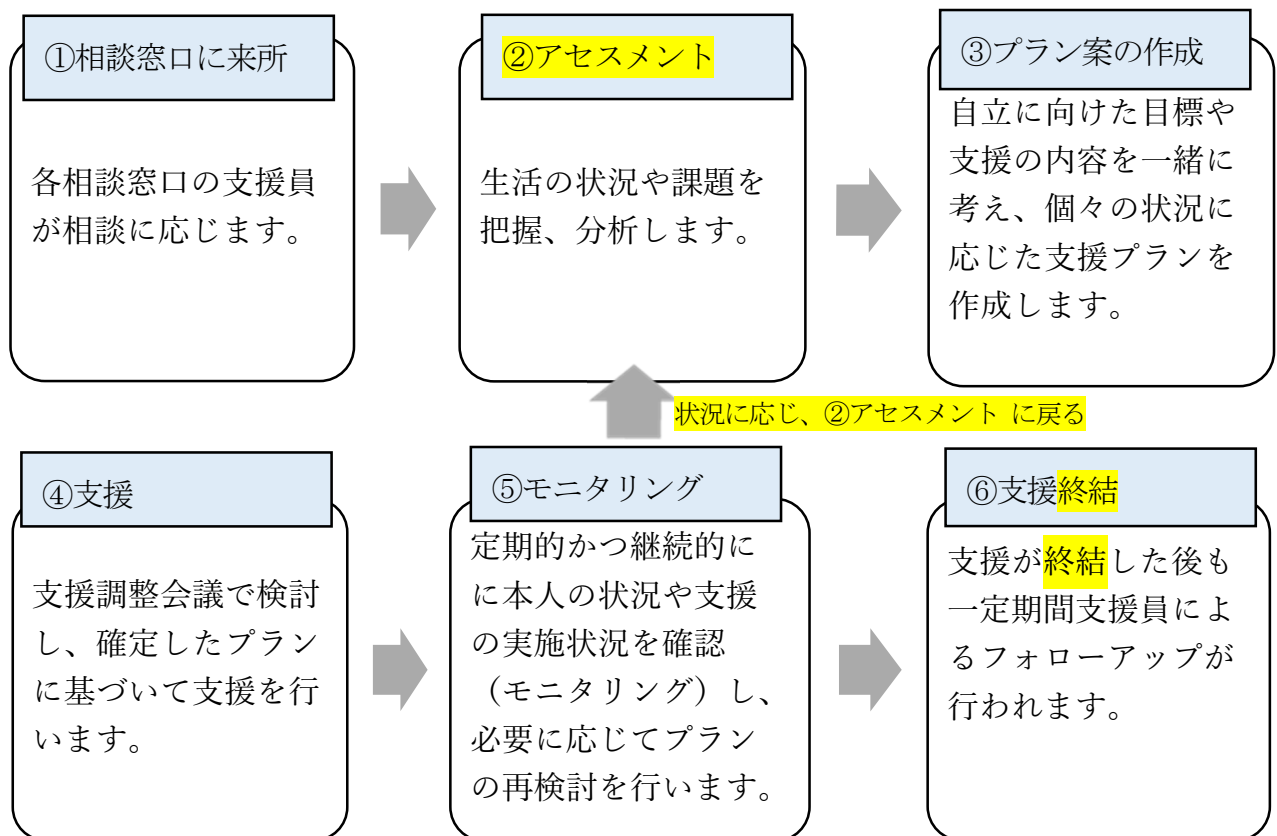 ①相談窓口に来所
各相談窓口の支援員
が相談に応じます。
②アセスメント
生活の状況や課題を
把握、分析します。
③プラン案の作成
自立に向けた目標や
支援の内容を一緒に
考え、個々の状況に
応じた支援プランを
作成します。
状況に応じ、②アセスメント に戻る
④支援
支援調整会議で検討
し、確定したプラン
に基づいて支援を行
います。
⑤モニタリング
定期的かつ継続的に
に本人の状況や支援
の実施状況を確認
（モニタリング）し、
必要に応じてプラン
の再検討を行います。
⑥支援終結
支援が終結した後も
一定期間支援員によ
るフォローアップが
行われます。